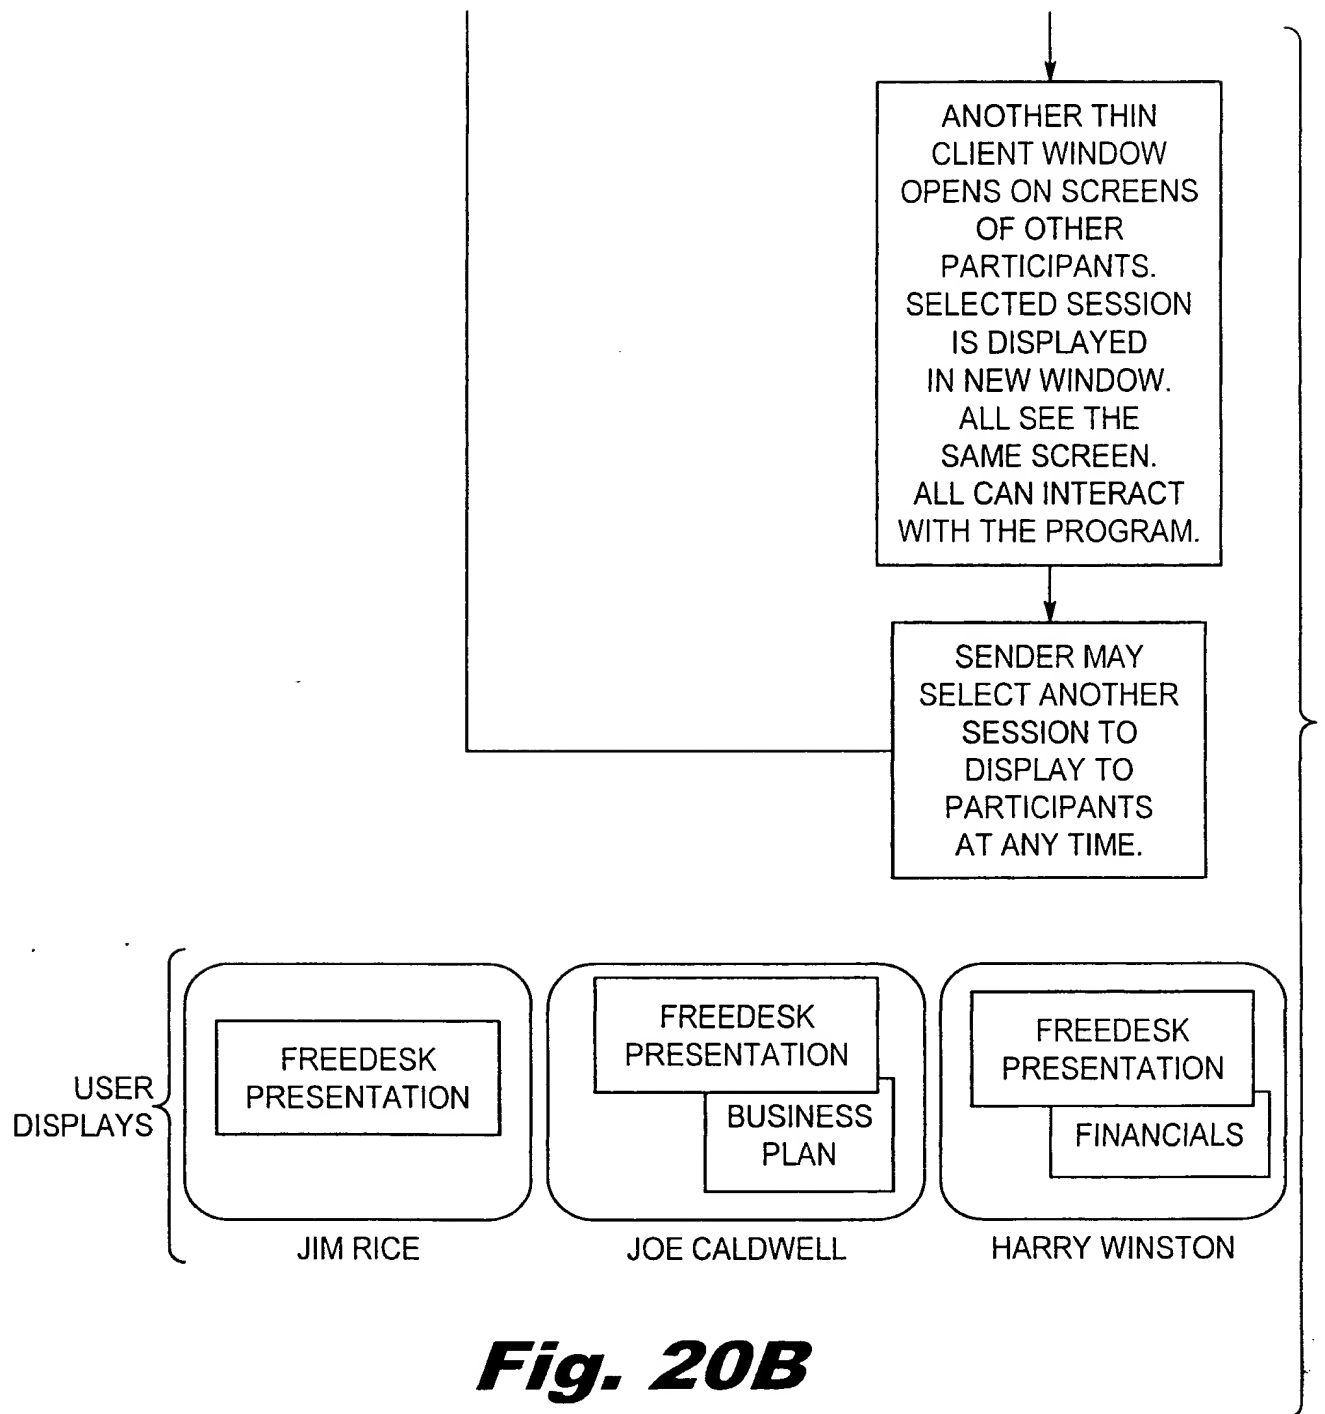 ANOTHER THIN
CLIENT WINDOW
OPENS ON SCREENS
OF OTHER
PARTICIPANTS.
SELECTED SESSION
IS DISPLAYED
IN NEW WINDOW.
ALL SEE THE
SAME SCREEN.
ALL CAN INTERACT
WITH THE PROGRAM.
SENDER MAY
SELECT ANOTHER
SESSION TO
DISPLAY TO
PARTICIPANTS
AT ANY TIME.
USER
DISPLAYS
FREEDESK
PRESENTATION
JIM RICE
FREEDESK
PRESENTATION
BUSINESS
PLAN
JOE CALDWELL
FREEDESK
PRESENTATION
FINANCIALS
HARRY WINSTON
Fig. 20B